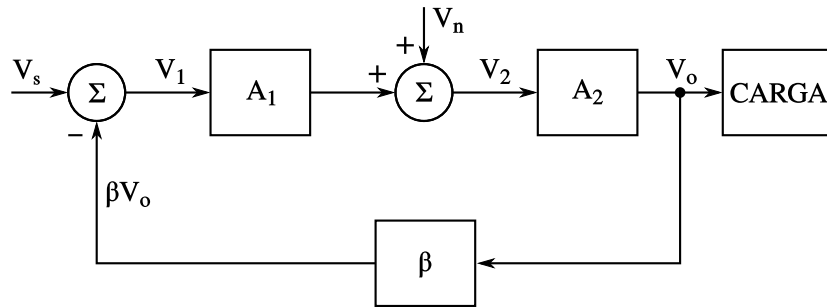 V_n
V_s
Σ
V_1
A_1
+
+
Σ
V_2
A_2
V_o
CARGA
−
βV_o
β